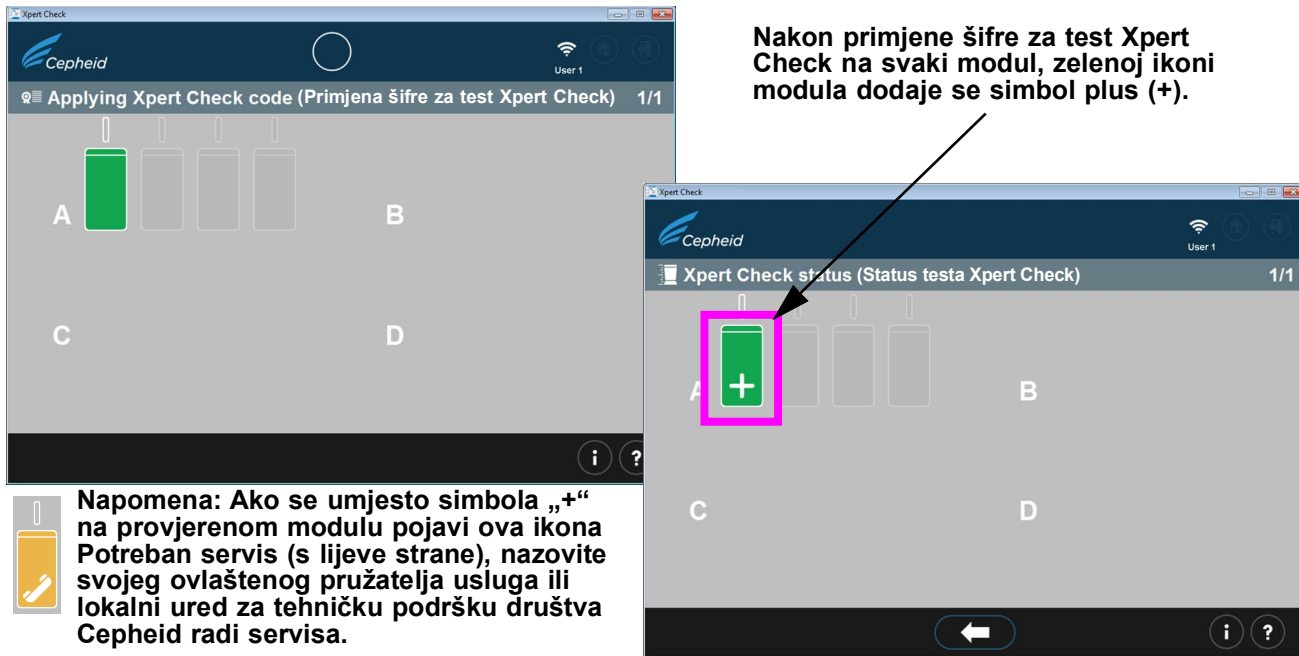 Xpert Check
Cepheid
User 1
Applying Xpert Check code (Primjena šifre za test Xpert Check) 1/1
A
B
C
D
i
?
Nakon primjene šifre za test Xpert
Check na svaki modul, zelenoj ikoni
modula dodaje se simbol plus (+).
Xpert Check
Cepheid
User 1
Xpert Check status (Status testa Xpert Check) 1/1
A
+
B
C
D
i
?
Napomena: Ako se umjesto simbola „+“
na provjerenom modulu pojavi ova ikona
Potreban servis (s lijeve strane), nazovite
svojeg ovlaštenog pružatelja usluga ili
lokalni ured za tehničku podršku društva
Cepheid radi servisa.